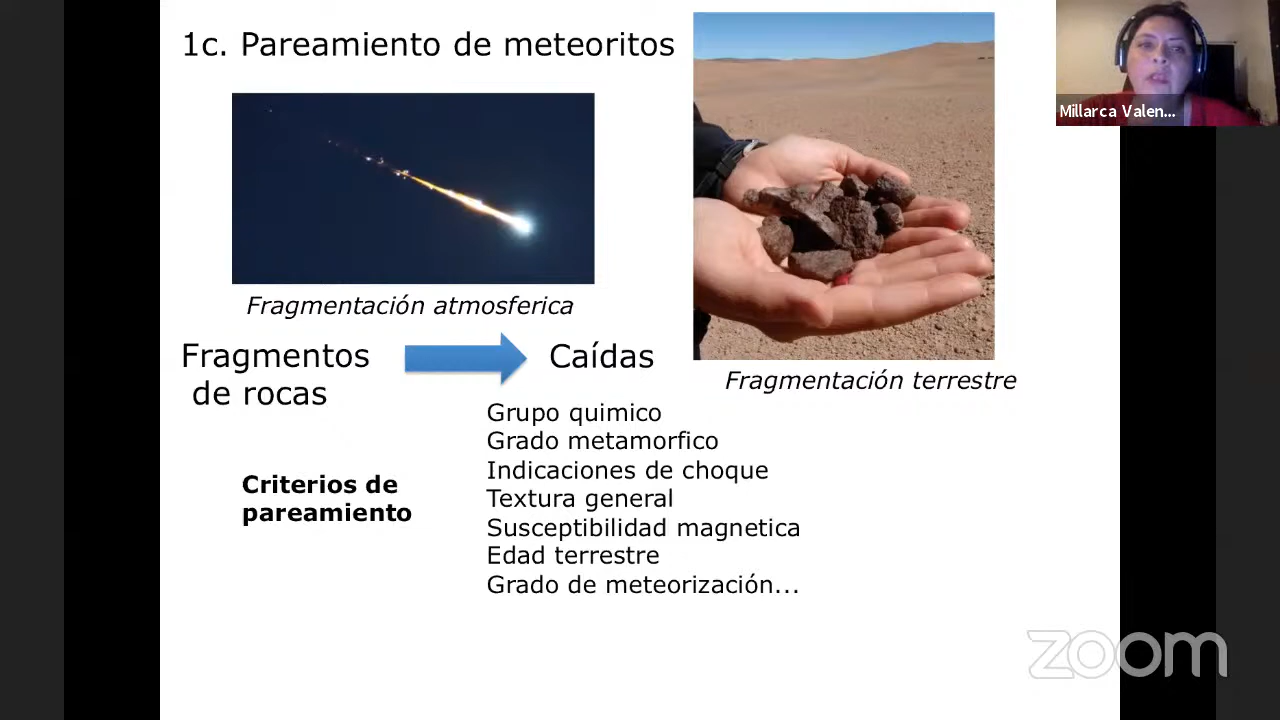 1c. Pareamiento de meteoritos
Millarca Valen...
Fragmentación atmosferica
Fragmentos
de rocas
Caídas
Fragmentación terrestre
Criterios de
pareamiento
Grupo quimico
Grado metamorfico
Indicaciones de choque
Textura general
Susceptibilidad magnetica
Edad terrestre
Grado de meteorización...
zoom